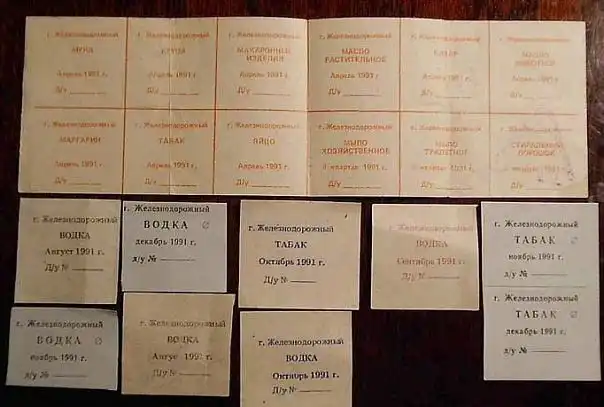 г. Железнодорожный
МУКА
Апрель 1991 г.
Д/у
г. Железнодорожный
КРУПА
Апрель 1991 г.
Д/у
г. Железнодорожный
МАКАРОННЫЕ
ИЗДЕЛИЯ
Апрель 1991 г.
Д/у
г. Железнодорожный
МАСЛО
РАСТИТЕЛЬНОЕ
Апрель 1991 г.
Д/у
г. Железнодорожный
САХАР
Апрель 1991 г.
Д/у
г. Железнодорожный
МАСЛО
ЖИВОТНОЕ
Апрель 1991 г.
Д/у
г. Железнодорожный
МАРГАРИН
Апрель 1991 г.
Д/у
г. Железнодорожный
ТАБАК
Апрель 1991 г.
Д/у
г. Железнодорожный
ЯЙЦО
Апрель 1991 г.
Д/у
г. Железнодорожный
МЫЛО
ХОЗЯЙСТВЕННОЕ
квартал 1991 г.
Д/у
г. Железнодорожный
МЫЛО
ТУАЛЕТНОЕ
квартал 1991 г.
Д/у
г. Железнодорожный
СТИРАЛЬНЫЙ
ПОРОШОК
квартал 1991 г.
Д/у
г. Железнодорожный
ВОДКА
Август 1991 г.
Д/у №
г. Железнодорожный
ВОДКА
декабрь 1991 г.
д/у №
г. Железнодорожный
ТАБАК
Октябрь 1991 г.
Д/у №
г. Железнодорожный
ВОДКА
Сентябрь 1991 г.
Д/у №
г. Железнодорожный
ТАБАК
ноябрь 1991 г.
д/у №
г. Железнодорожный
ВОДКА
ноябрь 1991 г.
д/у №
г. Железнодорожный
ВОДКА
Август 1991 г.
Д/у №
г. Железнодорожный
ВОДКА
Октябрь 1991 г.
Д/у №
г. Железнодорожный
ТАБАК
декабрь 1991 г.
д/у №